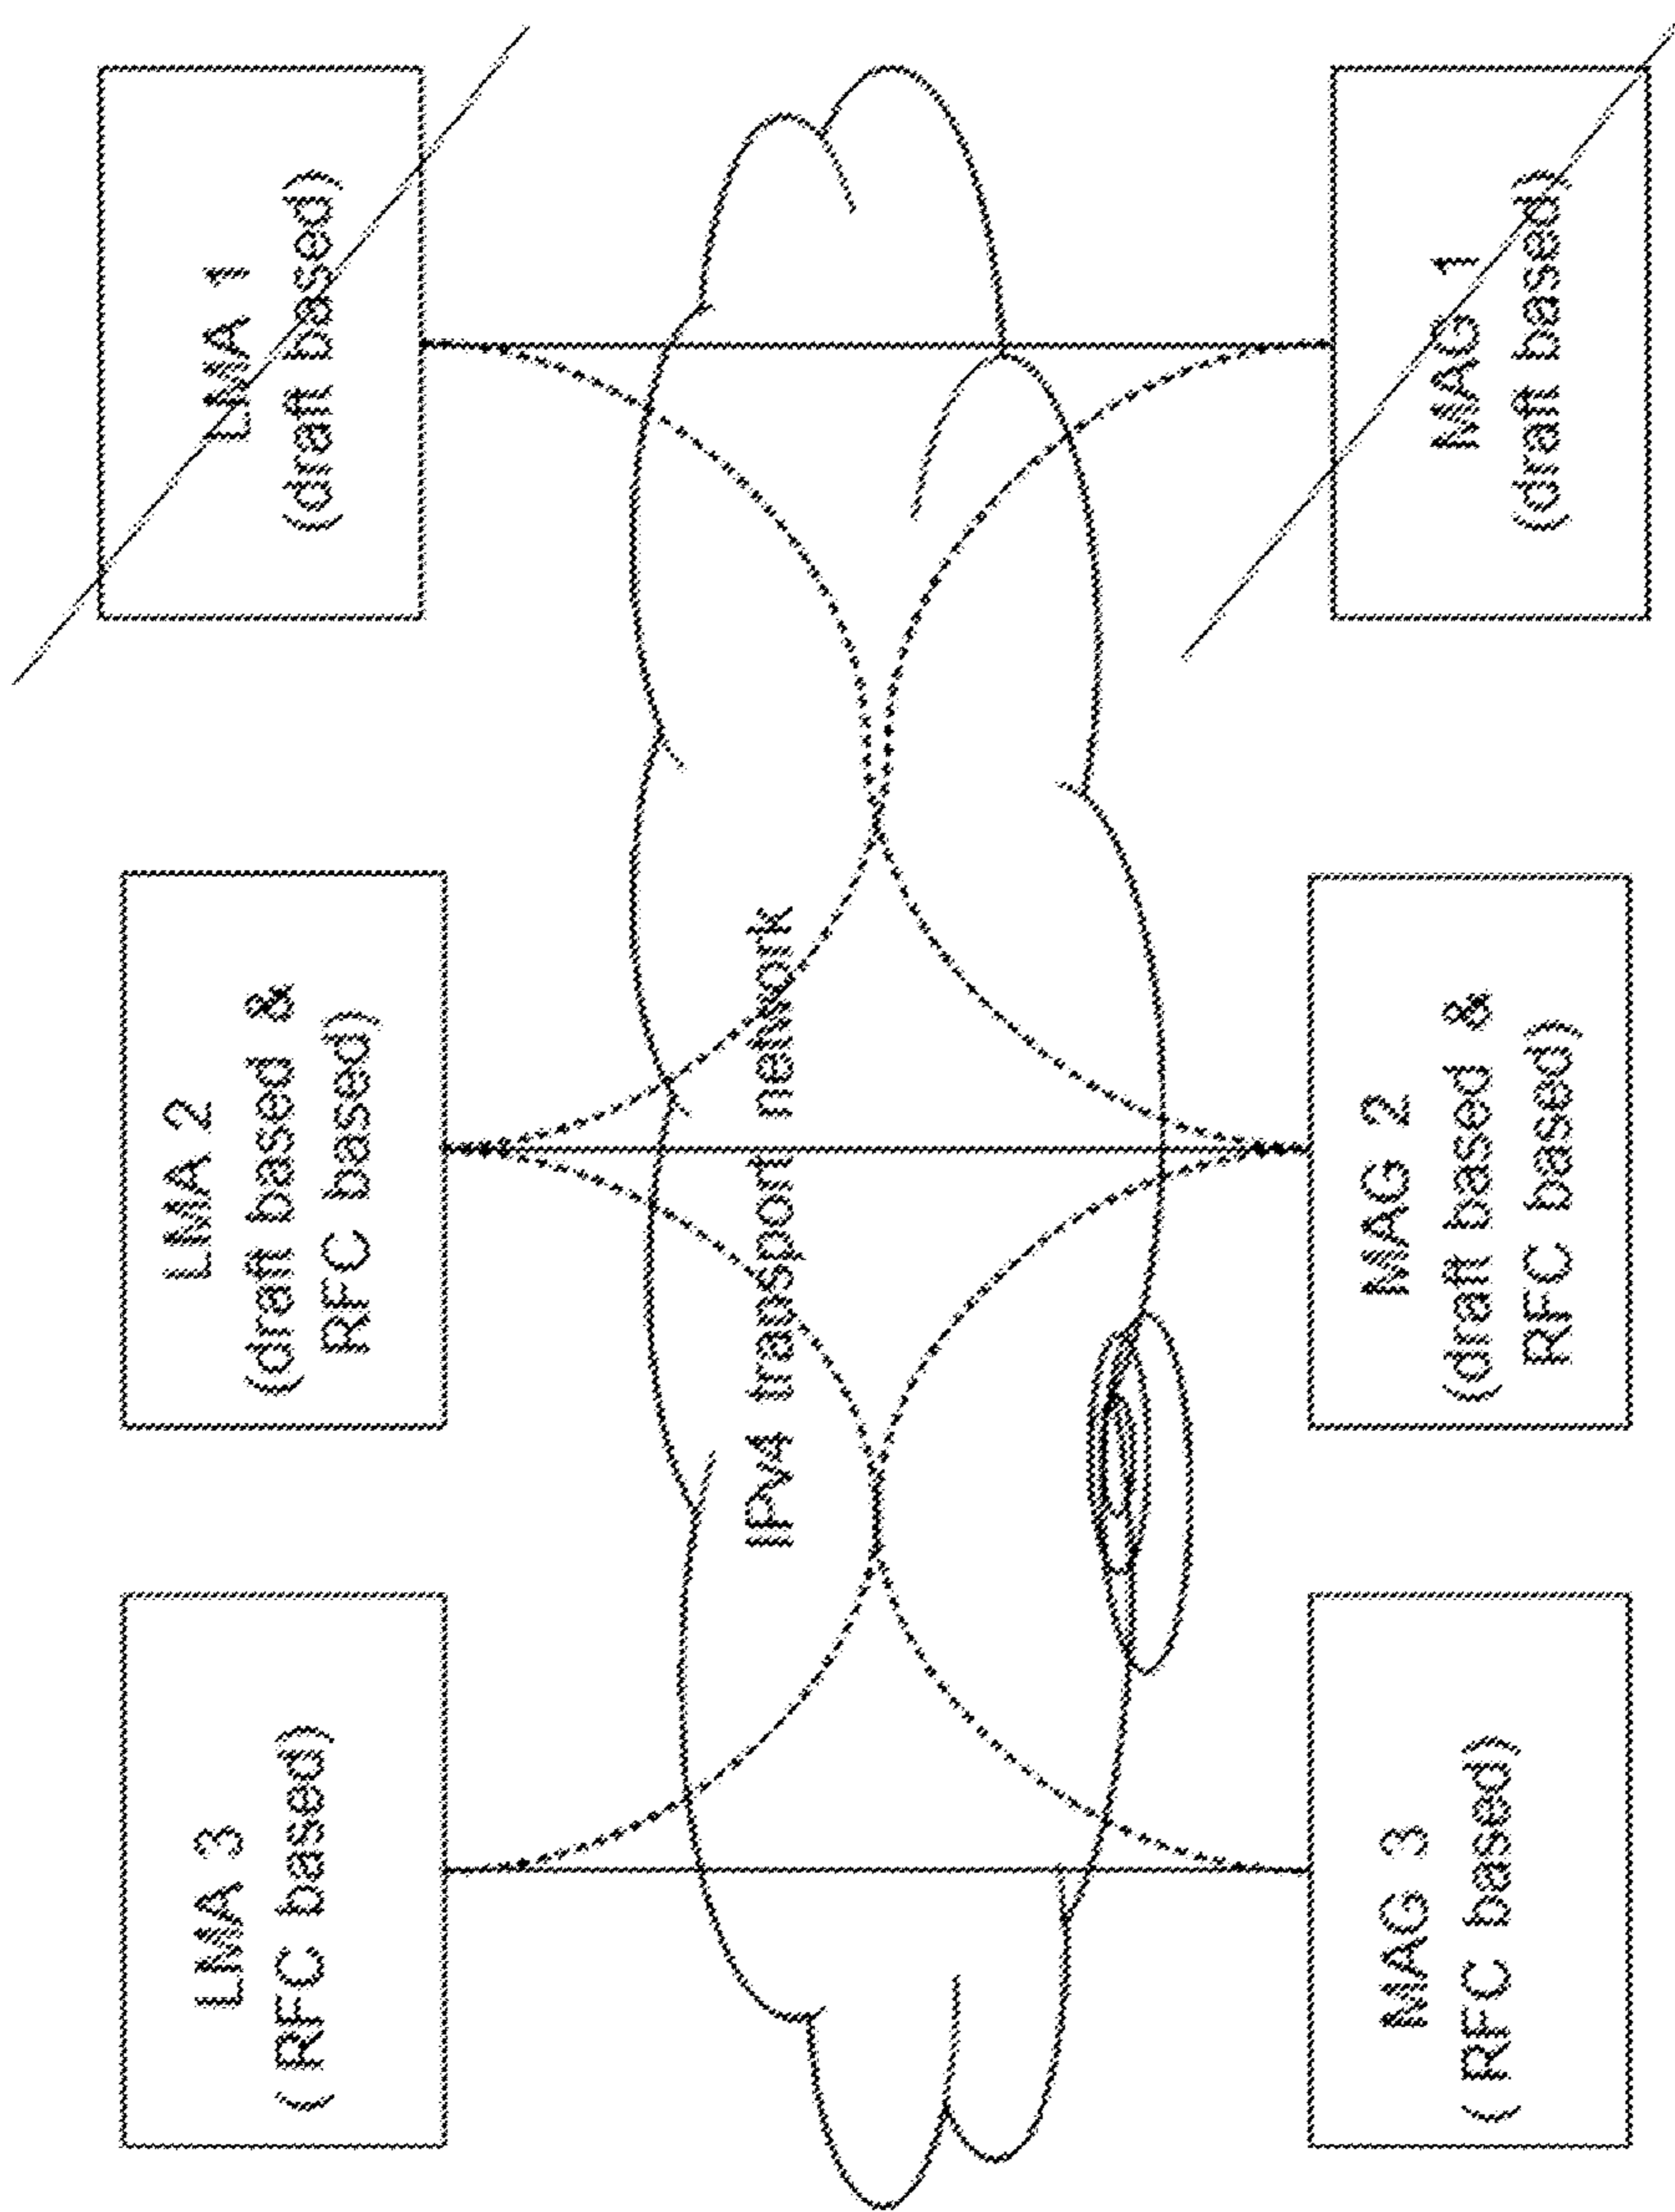 LMA 3
( RFC based)
LMA 2
(draft based &
RFC based)
LMA 1
(draft based)
IPv4 transport network
MAG 3
( RFC based)
MAG 2
(draft based &
RFC based)
MAG 1
(draft based)